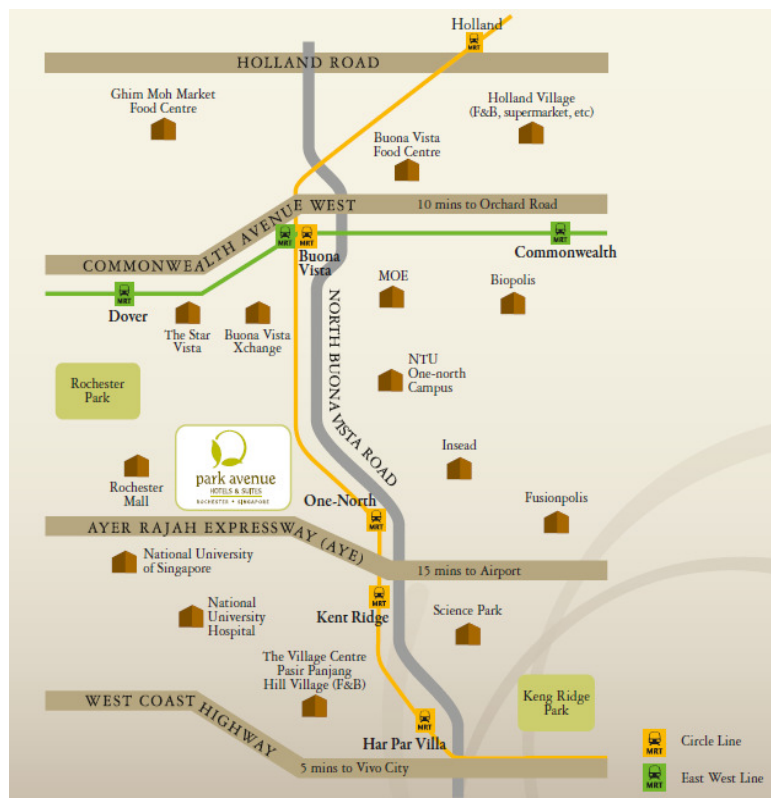 Holland
MRT
HOLLAND ROAD
Ghim Moh Market
Food Centre
Holland Village
(F&B, supermarket, etc)
Buona Vista
Food Centre
COMMONWEALTH AVENUE WEST
10 mins to Orchard Road
MRT
MRT
Buona
Vista
MRT
Commonwealth
MRT
Dover
The Star
Vista
Buona Vista
Xchange
MOE
Biopolis
NORTH BUONA VISTA ROAD
NTU
One-north
Campus
Rochester
Park
park avenue
HOTELS & SUITES
ROCHESTER • SINGAPORE
Rochester
Mall
Insead
Fusionpolis
One-North
MRT
AYER RAJAH EXPRESSWAY (AYE)
15 mins to Airport
National University
of Singapore
MRT
Kent Ridge
National
University
Hospital
Science Park
The Village Centre
Pasir Panjang
Hill Village (F&B)
Keng Ridge
Park
WEST COAST HIGHWAY
MRT
Har Par Villa
5 mins to Vivo City
MRT
Circle Line
MRT
East West Line